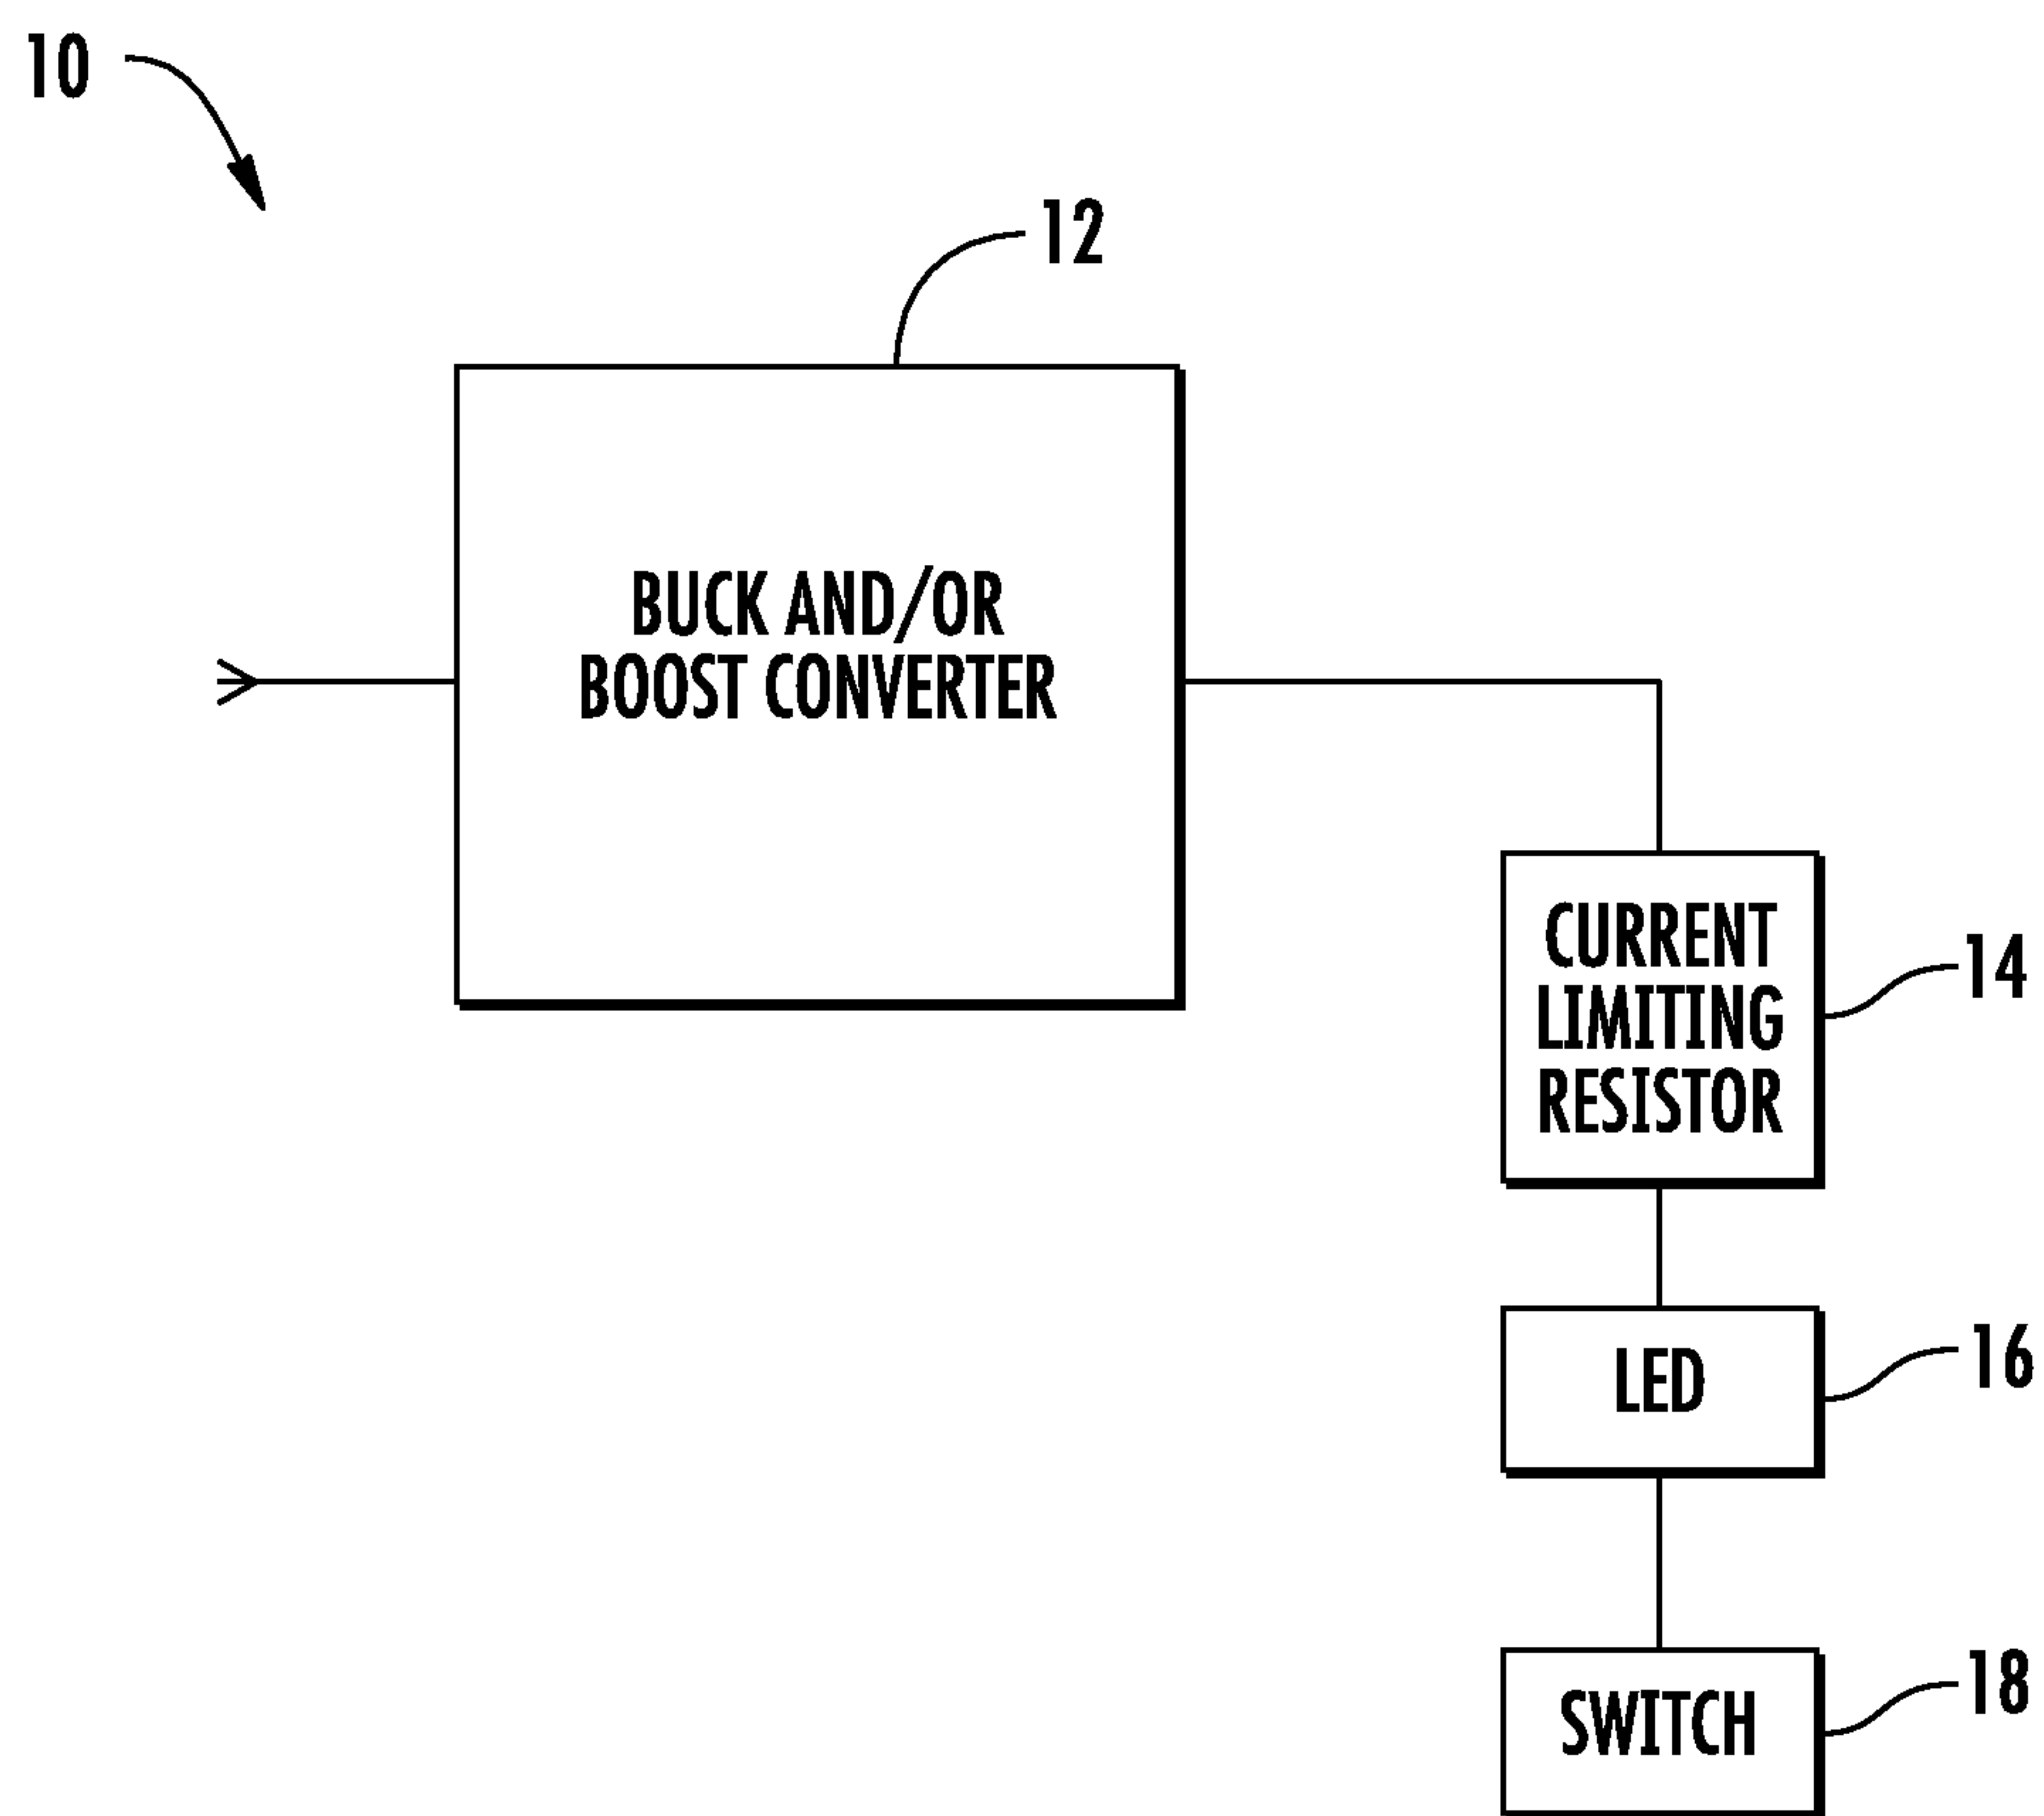 10
12
BUCK AND/OR
BOOST CONVERTER
CURRENT
LIMITING
RESISTOR
14
LED
16
SWITCH
18